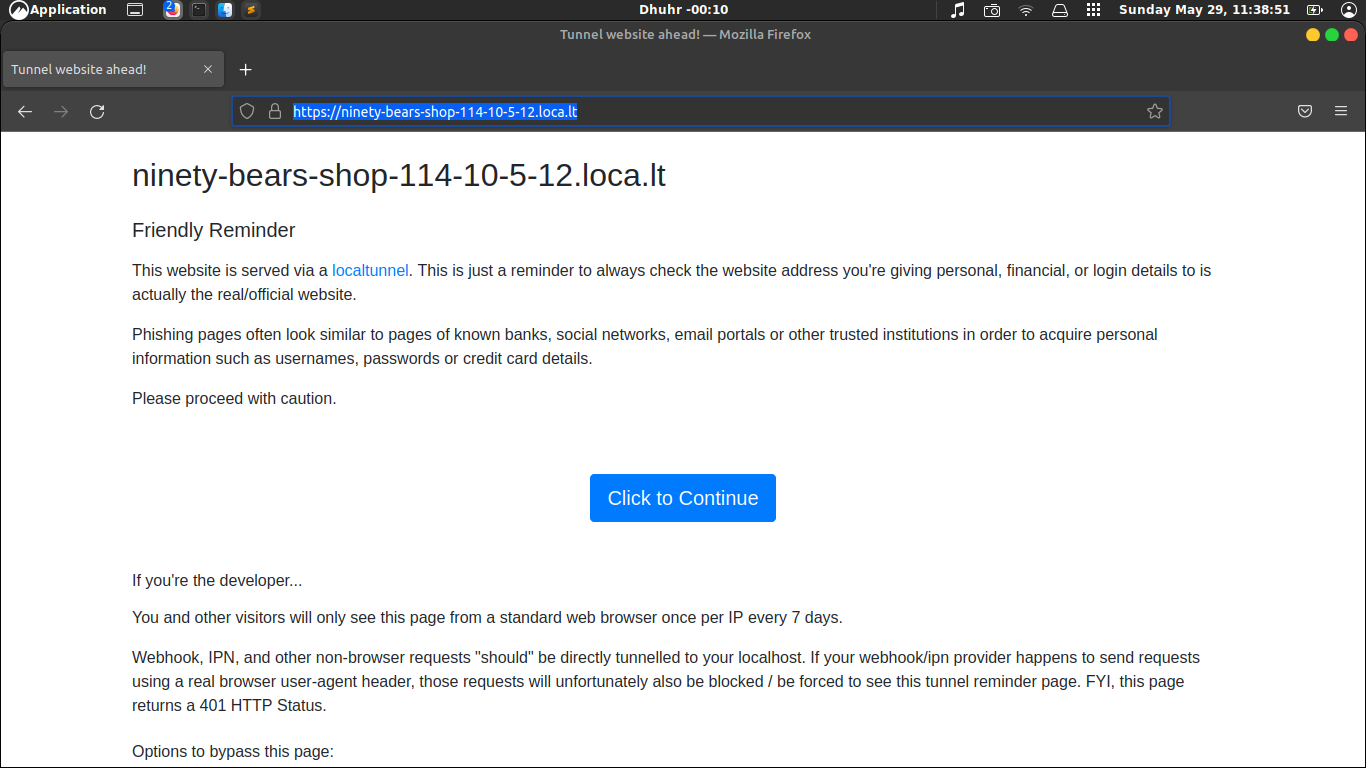 Application
2
Dhuhr -00:10
Sunday May 29, 11:38:51
Tunnel website ahead! — Mozilla Firefox
Tunnel website ahead!
https://ninety-bears-shop-114-10-5-12.loca.lt
ninety-bears-shop-114-10-5-12.loca.lt
Friendly Reminder
This website is served via a localtunnel. This is just a reminder to always check the website address you're giving personal, financial, or login details to is
actually the real/official website.
Phishing pages often look similar to pages of known banks, social networks, email portals or other trusted institutions in order to acquire personal
information such as usernames, passwords or credit card details.
Please proceed with caution.
Click to Continue
If you're the developer...
You and other visitors will only see this page from a standard web browser once per IP every 7 days.
Webhook, IPN, and other non-browser requests "should" be directly tunnelled to your localhost. If your webhook/ipn provider happens to send requests
using a real browser user-agent header, those requests will unfortunately also be blocked / be forced to see this tunnel reminder page. FYI, this page
returns a 401 HTTP Status.
Options to bypass this page: